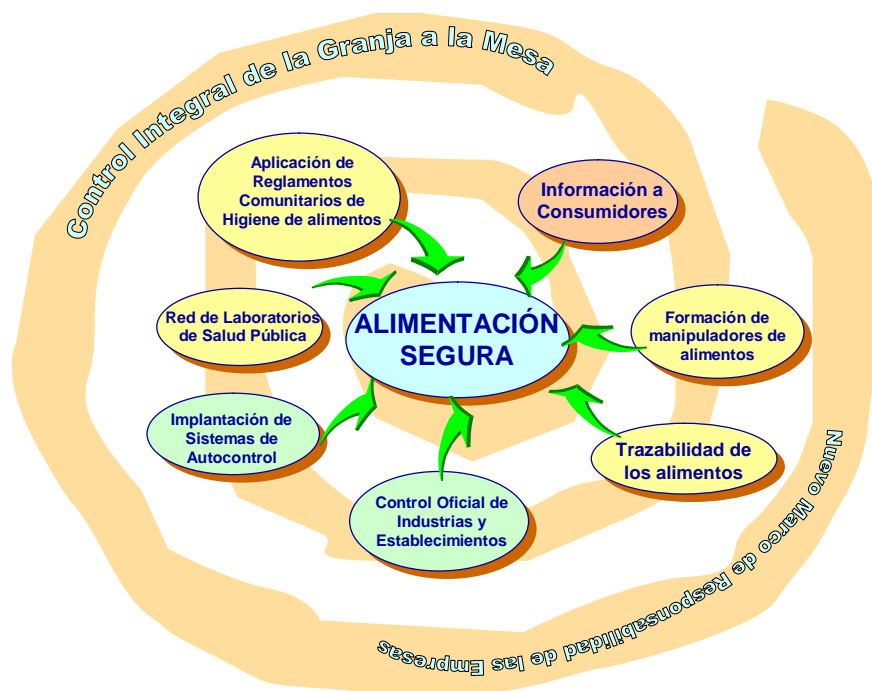 Control Integral de la Granja a la Mesa
Aplicación de
Reglamentos
Comunitarios de
Higiene de alimentos
Información a
Consumidores
Red de Laboratorios
de Salud Pública
ALIMENTACIÓN
SEGURA
Formación de
manipuladores de
alimentos
Implantación de
Sistemas de
Autocontrol
Trazabilidad de
los alimentos
Control Oficial de
Industrias y
Establecimientos
Nuevo Marco de Responsabilidad de las Empresas